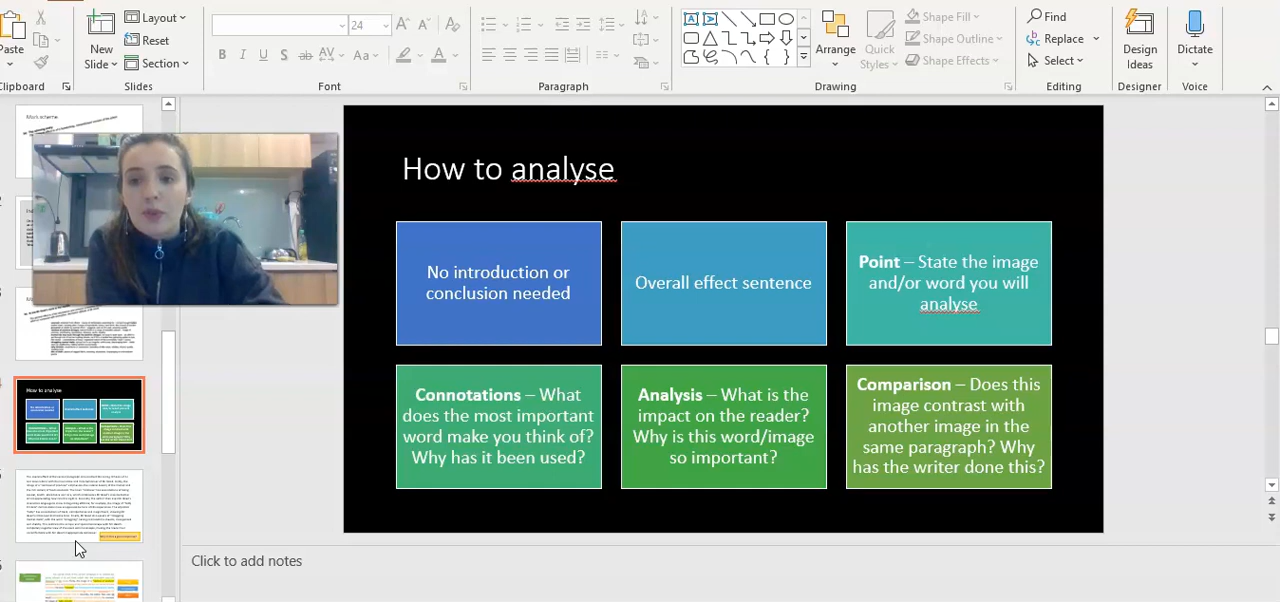 Layout
Find
Shape Fill
24
Reset
Replace
Shape Outline
Paste
New
Slide
Section
Arrange
Quick
Styles
Shape Effects
Select
Design
Ideas
Dictate
Clipboard
Slides
Font
Paragraph
Drawing
Editing
Designer
Voice
Mark scheme
How to analyse
No introduction or
conclusion needed
Overall effect sentence
Point – State the image
and/or word you will
analyse
Connotations – What
does the most important
word make you think of?
Why has it been used?
Analysis – What is the
impact on the reader?
Why is this word/image
so important?
Comparison – Does this
image contrast with
another image in the
same paragraph? Why
has the writer done this?
How to analyse
Click to add notes